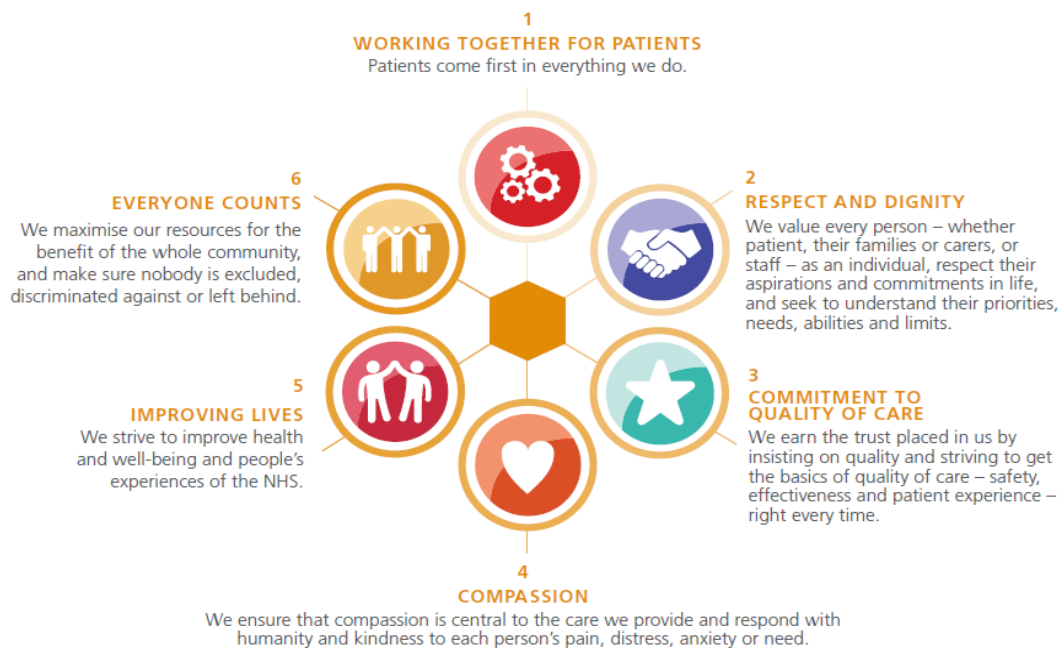 1
WORKING TOGETHER FOR PATIENTS
Patients come first in everything we do.
2
RESPECT AND DIGNITY
We value every person – whether
patient, their families or carers, or
staff – as an individual, respect their
aspirations and commitments in life,
and seek to understand their priorities,
needs, abilities and limits.
3
COMMITMENT TO
QUALITY OF CARE
We earn the trust placed in us by
insisting on quality and striving to get
the basics of quality of care – safety,
effectiveness and patient experience –
right every time.
4
COMPASSION
We ensure that compassion is central to the care we provide and respond with
humanity and kindness to each person’s pain, distress, anxiety or need.
5
IMPROVING LIVES
We strive to improve health
and well-being and people’s
experiences of the NHS.
6
EVERYONE COUNTS
We maximise our resources for the
benefit of the whole community,
and make sure nobody is excluded,
discriminated against or left behind.